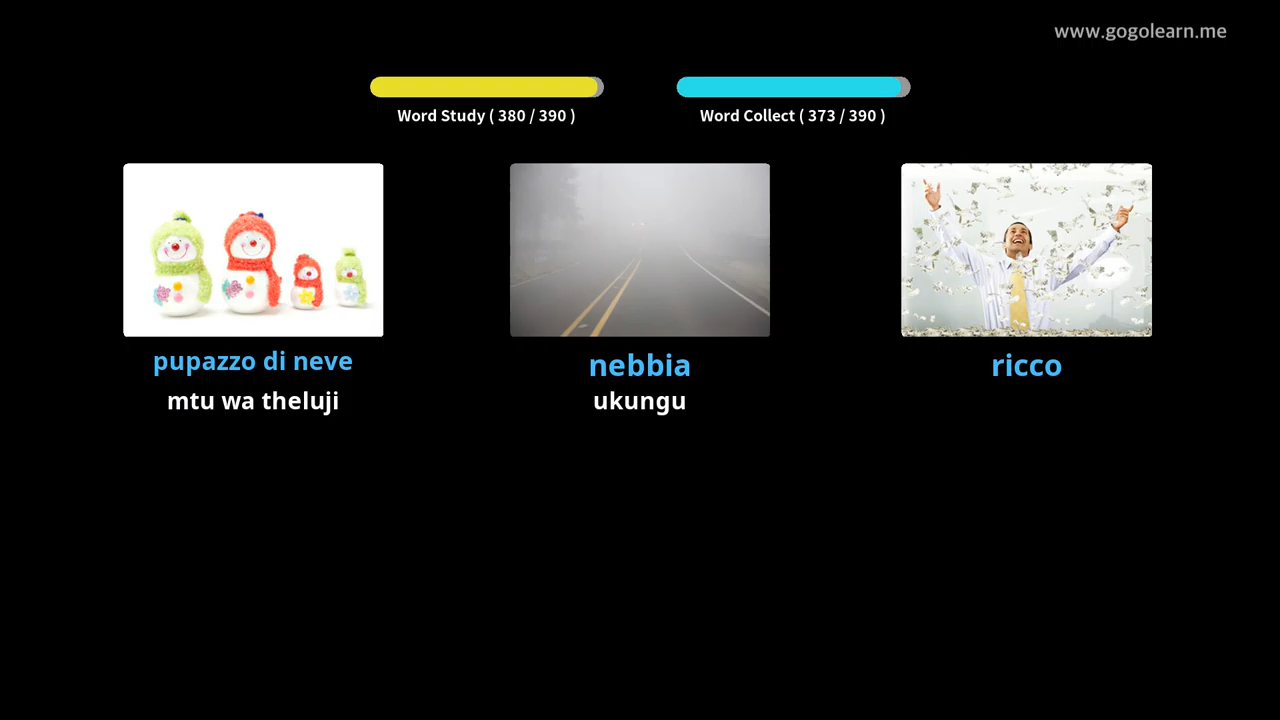 www.gogolearn.me
Word Study ( 380 / 390 )
Word Collect ( 373 / 390 )
pupazzo di neve
nebbia
ricco
mtu wa theluji
ukungu